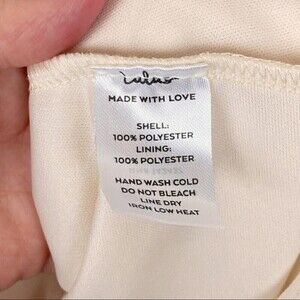 Lulus
MADE WITH LOVE
SHELL:
100% POLYESTER
LINING:
100% POLYESTER
HAND WASH COLD
DO NOT BLEACH
LINE DRY
IRON LOW HEAT